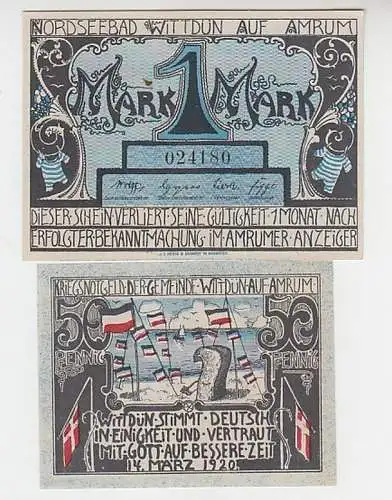 NORDSEEBAD WITTDÜN AUF AMRUM
MARK 1 MARK
024180
DIESER SCHEIN VERLIERT SEINE GÜLTIGKEIT 1 MONAT NACH
ERFOLGTER BEKANNTMACHUNG IM AMRUMER ANZEIGER
KRIEGSNOTGELD DER GEMEINDE WITTDÜN AUF AMRUM
50 50
PFENNIG PFENNIG
WITTDÜN STIMMT DEUTSCH
IN EINIGKEIT UND VERTRAUT
MIT GOTT AUF BESSERE ZEIT
14. MÄRZ 1920